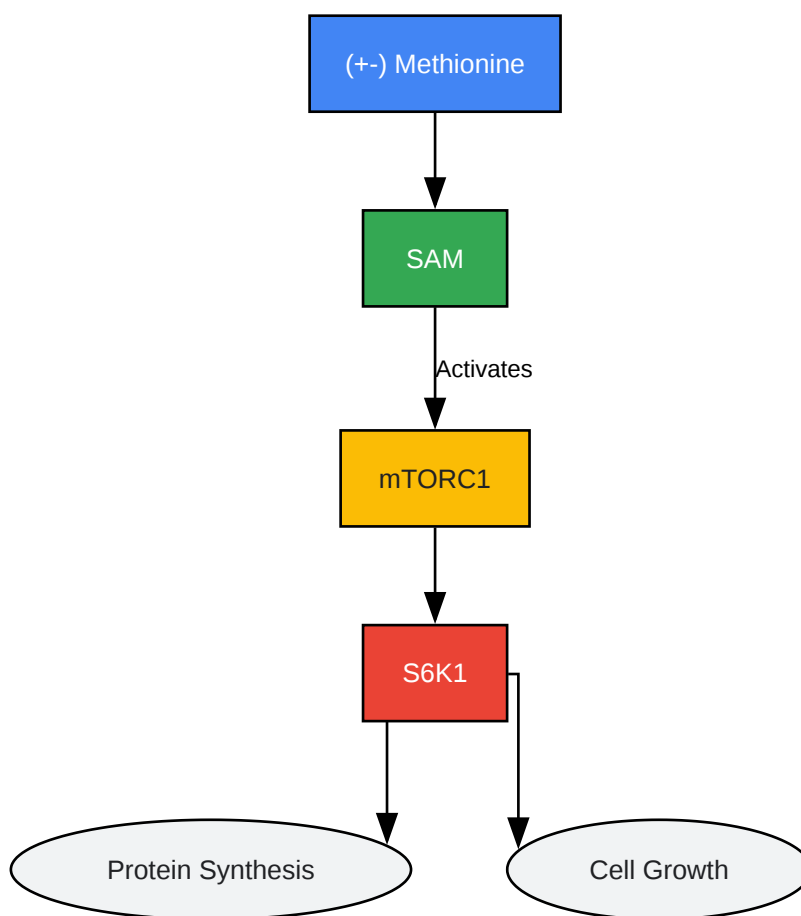 (+-) Methionine
SAM
Activates
mTORC1
S6K1
Protein Synthesis
Cell Growth